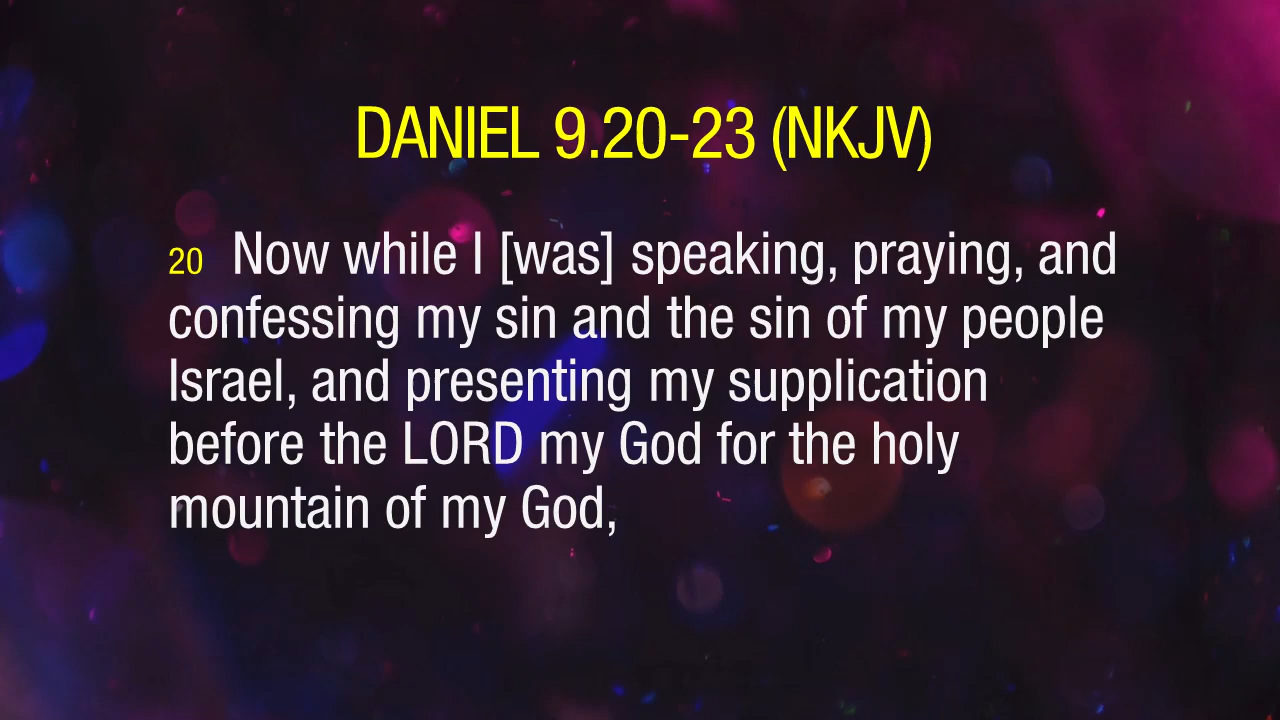 DANIEL 9.20-23 (NKJV)
20 Now while I [was] speaking, praying, and
confessing my sin and the sin of my people
Israel, and presenting my supplication
before the LORD my God for the holy
mountain of my God,